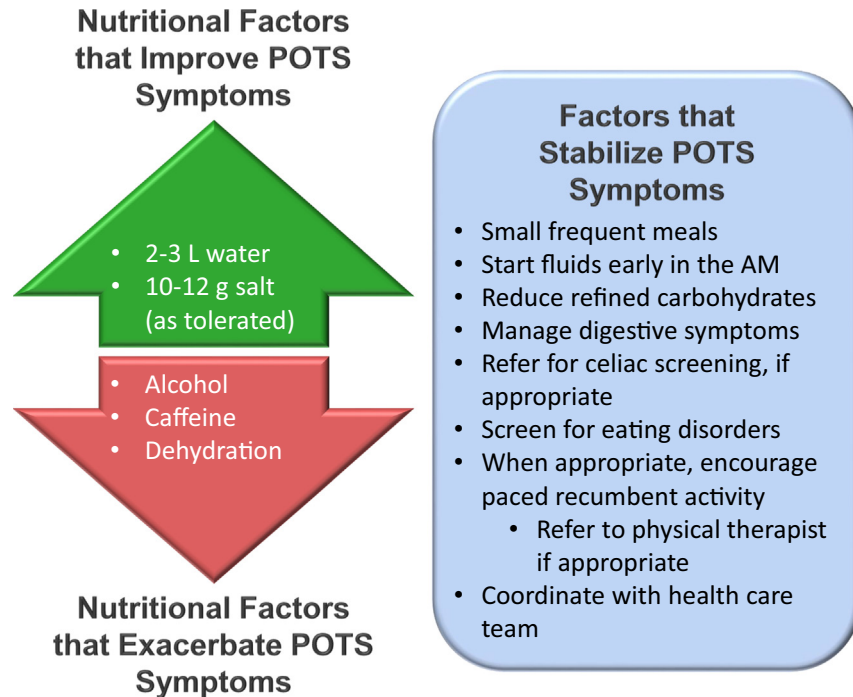 Nutritional Factors
that Improve POTS
Symptoms
• 2-3 L water
• 10-12 g salt
(as tolerated)
• Alcohol
• Caffeine
• Dehydration
Nutritional Factors
that Exacerbate POTS
Symptoms
Factors that
Stabilize POTS
Symptoms
• Small frequent meals
• Start fluids early in the AM
• Reduce refined carbohydrates
• Manage digestive symptoms
• Refer for celiac screening, if
appropriate
• Screen for eating disorders
• When appropriate, encourage
paced recumbent activity
• Refer to physical therapist
if appropriate
• Coordinate with health care
team